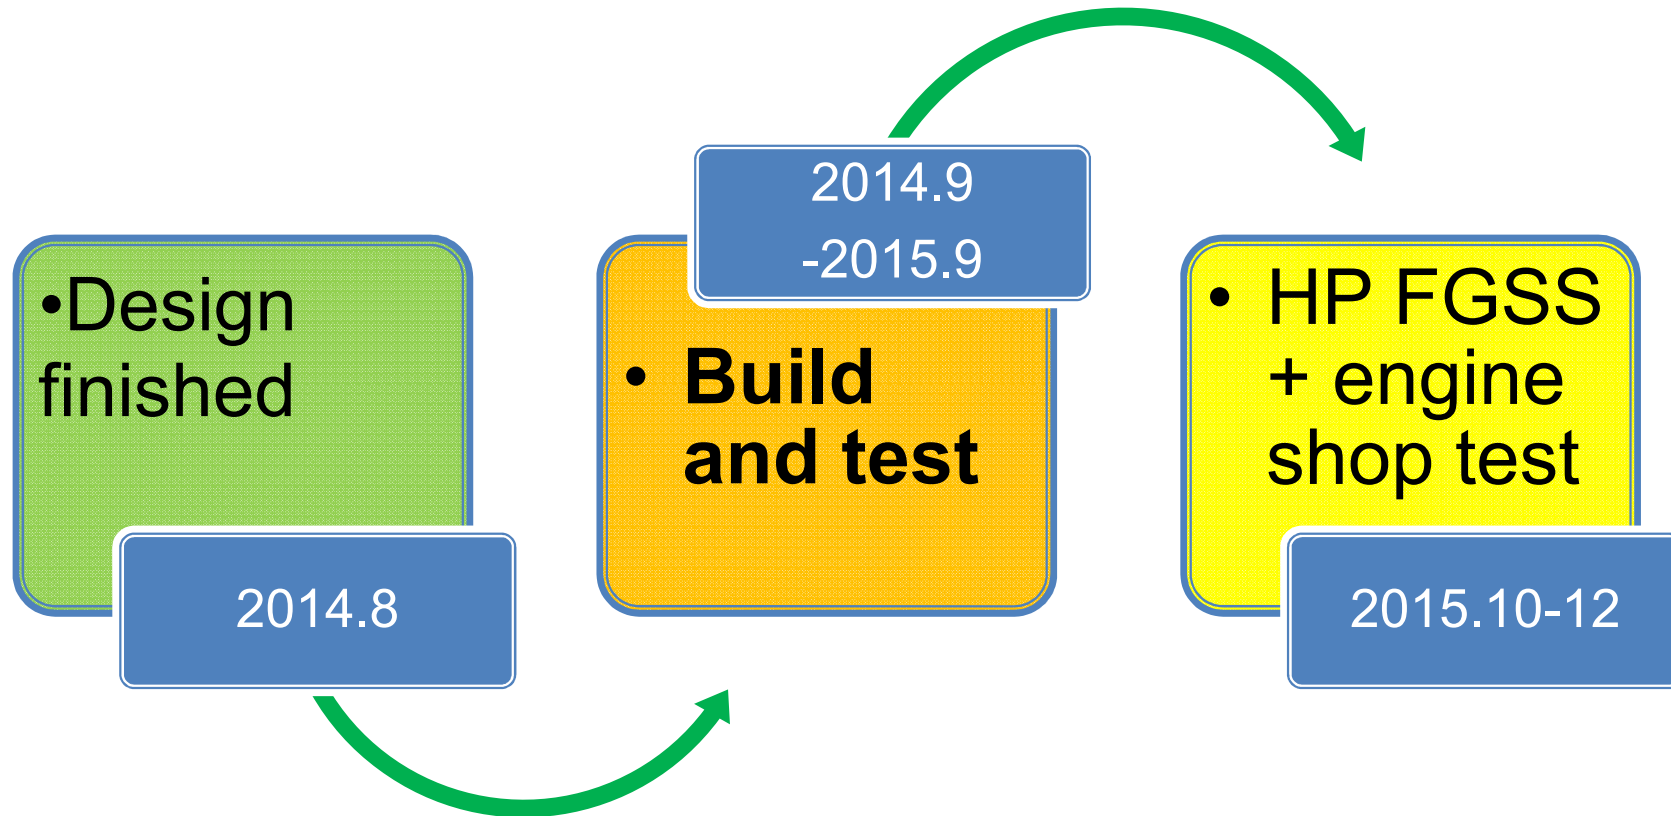 •Design
finished
2014.8
2014.9
-2015.9
• Build
and test
• HP FGSS
+ engine
shop test
2015.10-12